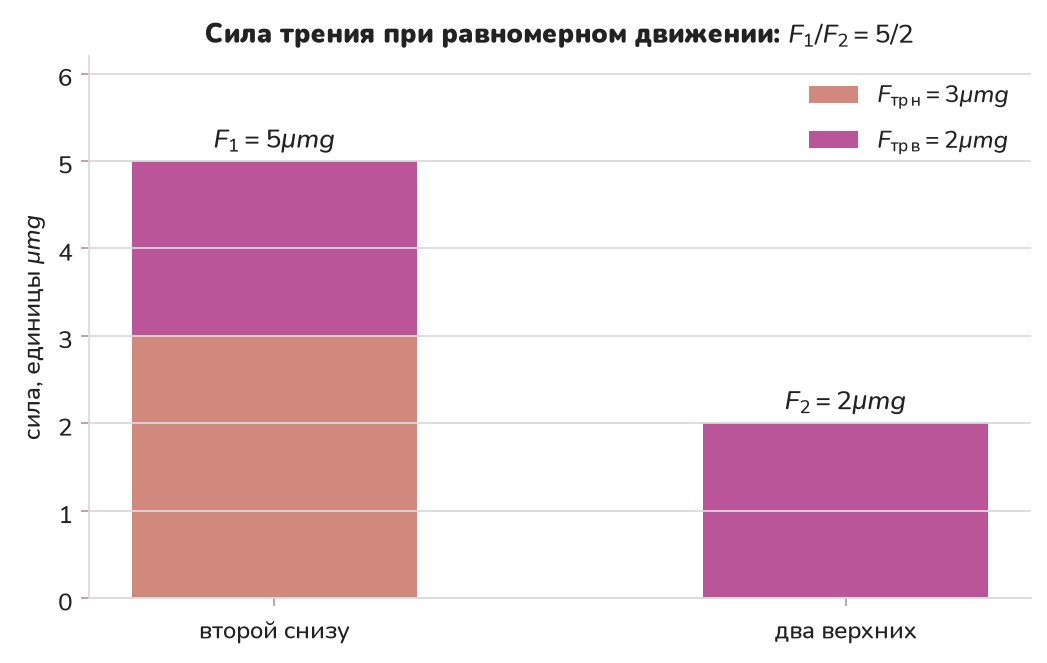 Сила трения при равномерном движении: F₁/F₂ = 5/2
Fтр н = 3μmg
Fтр в = 2μmg
F₁ = 5μmg
F₂ = 2μmg
сила, единицы μmg
6
5
4
3
2
1
0
второй снизу
два верхних